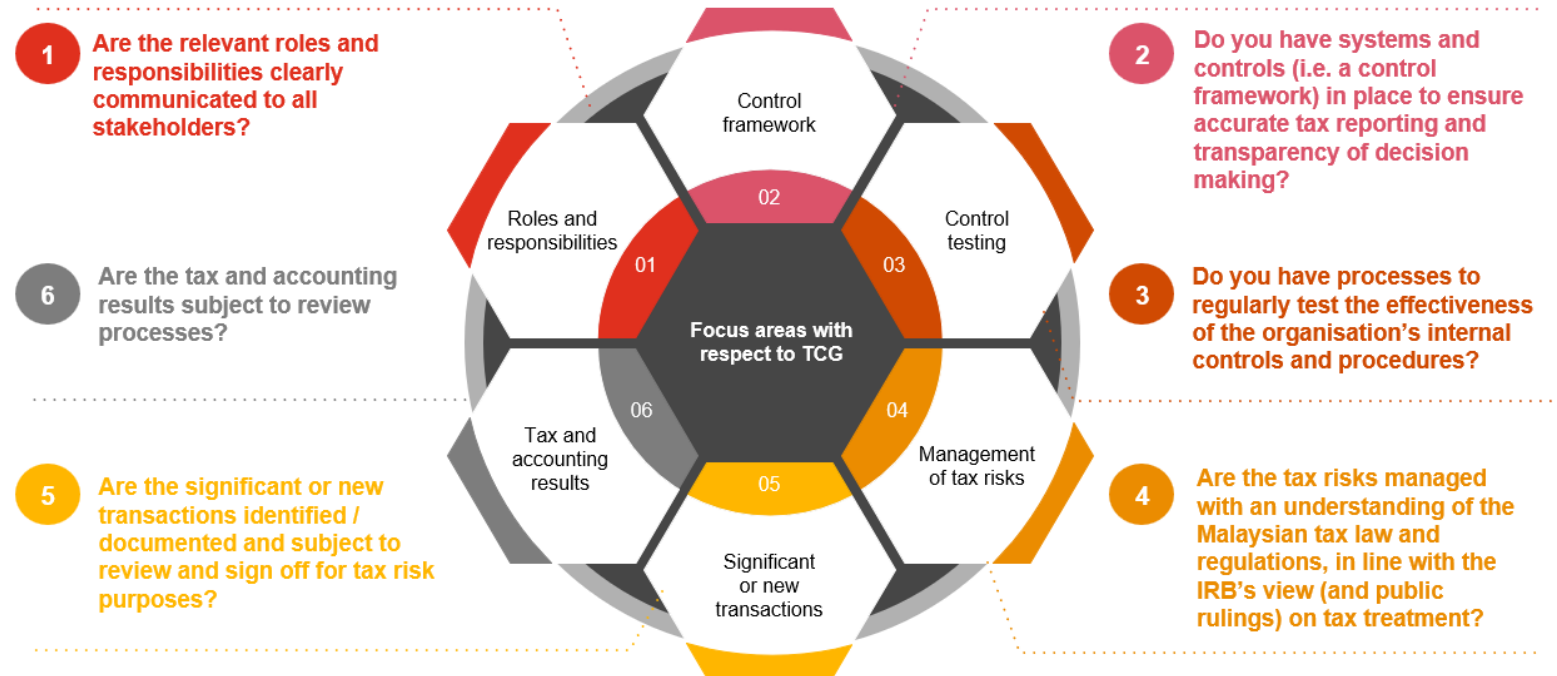 1
Are the relevant roles and
responsibilities clearly
communicated to all
stakeholders?
2
Do you have systems and
controls (i.e. a control
framework) in place to ensure
accurate tax reporting and
transparency of decision
making?
Control
framework
02
Roles and
responsibilities
01
Control
testing
03
6
Are the tax and accounting
results subject to review
processes?
3
Do you have processes to
regularly test the effectiveness
of the organisation’s internal
controls and procedures?
Focus areas with
respect to TCG
06
Tax and
accounting
results
04
Management
of tax risks
5
Are the significant or new
transactions identified /
documented and subject to
review and sign off for tax risk
purposes?
05
Significant
or new
transactions
4
Are the tax risks managed
with an understanding of the
Malaysian tax law and
regulations, in line with the
IRB’s view (and public
rulings) on tax treatment?